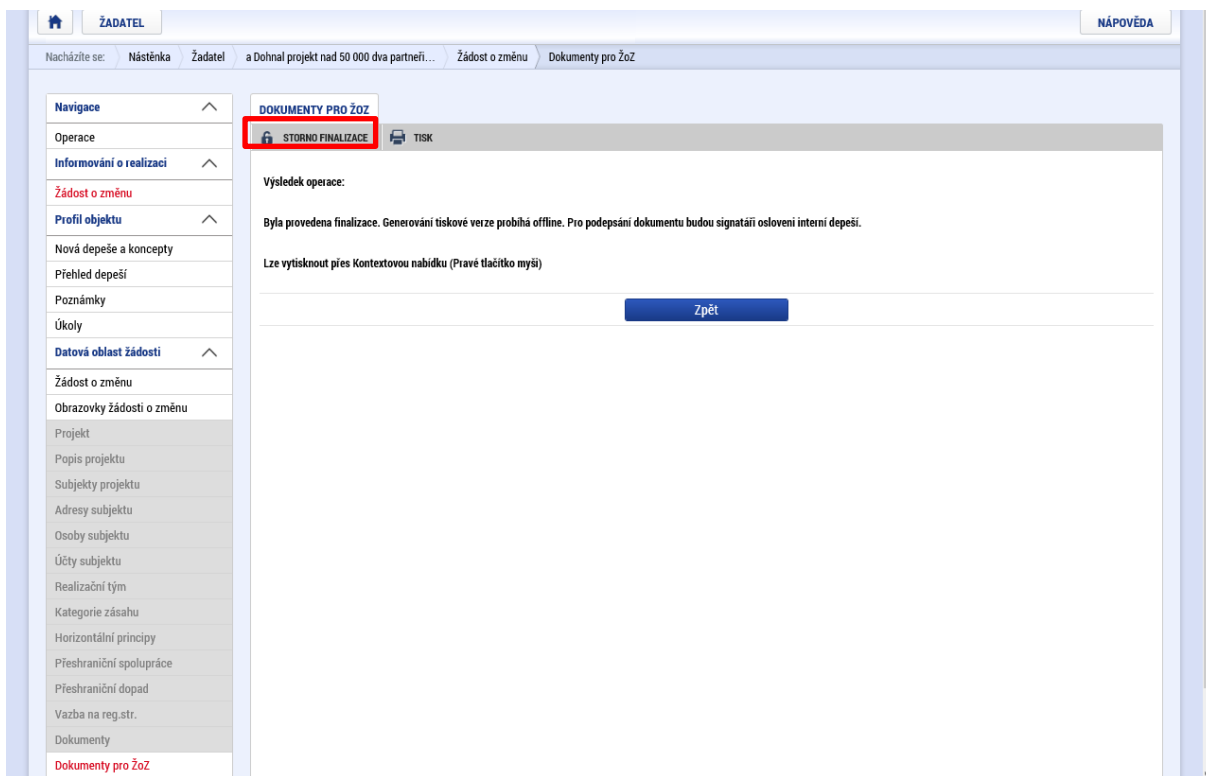 ŽADATEL
NÁPOVĚDA
Nacházíte se: Nástěnka Žadatel a Dohnal projekt nad 50 000 dva partneři... Žádost o změnu Dokumenty pro ŽoZ
Navigace
Operace
Informování o realizaci
Žádost o změnu
Profil objektu
Nová depeše a koncepty
Přehled depeší
Poznámky
Úkoly
Datová oblast žádosti
Žádost o změnu
Obrazovky žádosti o změnu
Projekt
Popis projektu
Subjekty projektu
Adresy subjektu
Osoby subjektu
Účty subjektu
Realizační tým
Kategorie zásahu
Horizontální principy
Přeshraniční spolupráce
Přeshraniční dopad
Vazba na reg.str.
Dokumenty
Dokumenty pro ŽoZ
DOKUMENTY PRO ŽOZ
STORNO FINALIZACE TISK
Výsledek operace:
Byla provedena finalizace. Generování tiskové verze probíhá offline. Pro podepsání dokumentu budou signatáři osloveni interní depeší.
Lze vytisknout přes Kontextovou nabídku (Pravé tlačítko myši)
Zpět